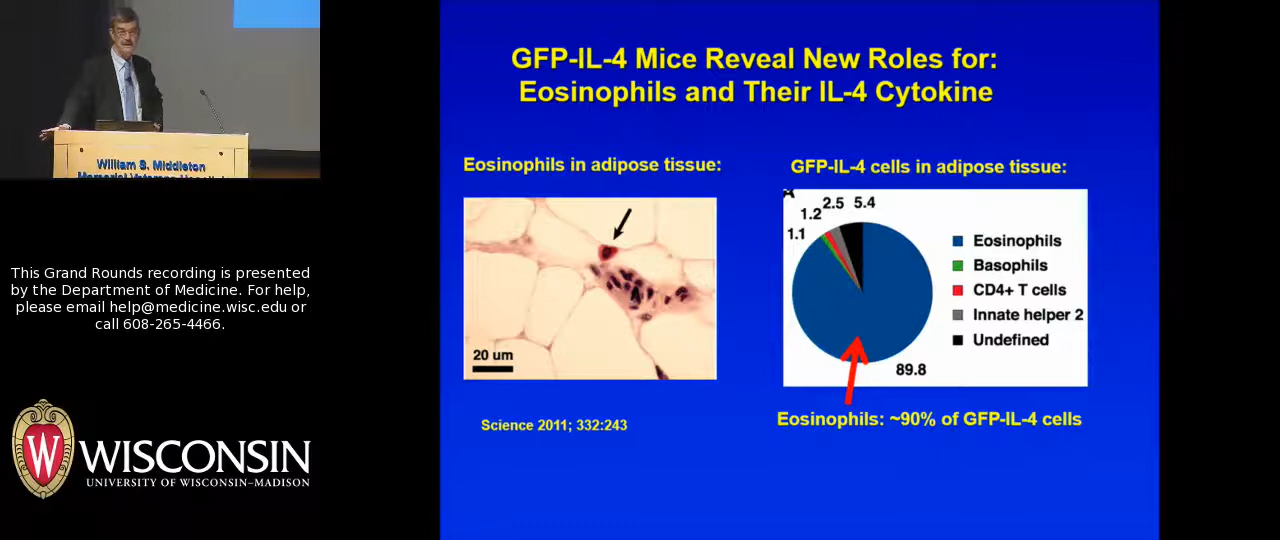 William S. Middleton
Memorial Veterans Hospital
This Grand Rounds recording is presented
by the Department of Medicine. For help,
please email help@medicine.wisc.edu or
call 608-265-4466.
W
WISCONSIN
UNIVERSITY OF WISCONSIN–MADISON
GFP-IL-4 Mice Reveal New Roles for:
Eosinophils and Their IL-4 Cytokine
Eosinophils in adipose tissue:
20 um
Science 2011; 332:243
GFP-IL-4 cells in adipose tissue:
A
1.1
1.2
2.5
5.4
89.8
Eosinophils
Basophils
CD4+ T cells
Innate helper 2
Undefined
Eosinophils: ~90% of GFP-IL-4 cells